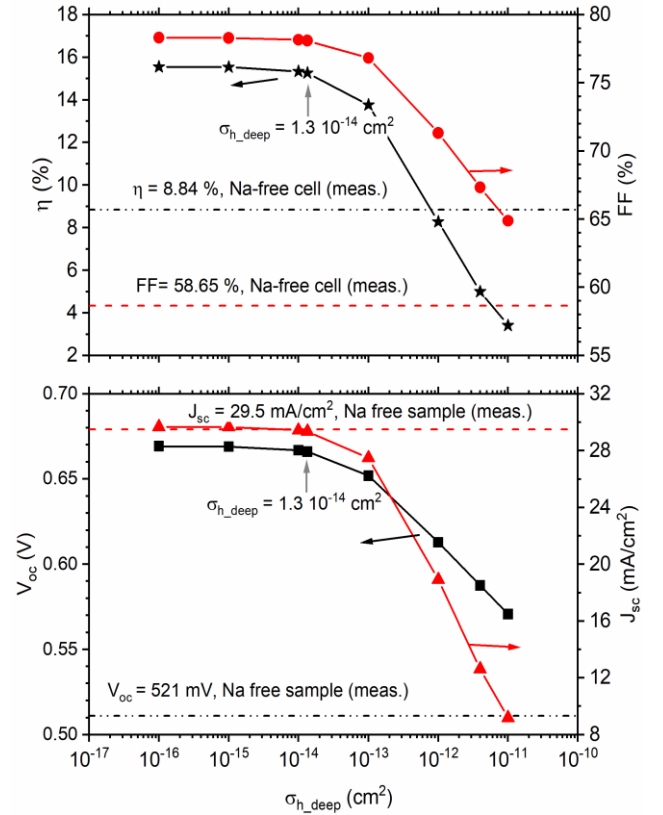 18
16
14
12
10
8
6
4
2
η (%)
80
75
70
65
60
55
FF (%)
σh_deep = 1.3 10-14 cm2
η = 8.84 %, Na-free cell (meas.)
FF= 58.65 %, Na-free cell (meas.)
0.70
0.65
0.60
0.55
0.50
Voc (V)
32
28
24
20
16
12
8
Jsc (mA/cm2)
Jsc = 29.5 mA/cm2, Na free sample (meas.)
σh_deep = 1.3 10-14 cm2
Voc = 521 mV, Na free sample (meas.)
10-17 10-16 10-15 10-14 10-13 10-12 10-11 10-10
σh_deep (cm2)